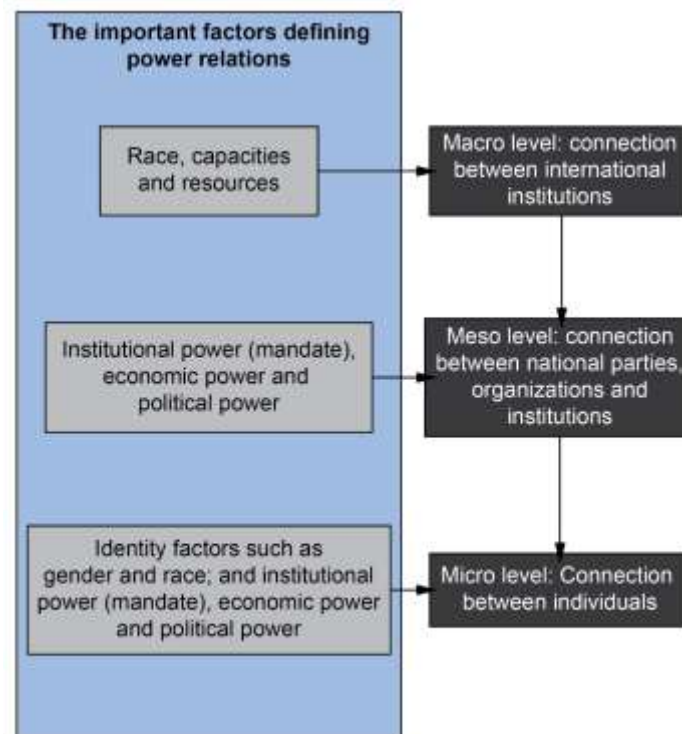 The important factors defining
power relations
Race, capacities
and resources
Macro level: connection
between international
institutions
Institutional power (mandate),
economic power and
political power
Meso level: connection
between national parties,
organizations and
institutions
Identity factors such as
gender and race; and institutional
power (mandate), economic power
and political power
Micro level: Connection
between individuals